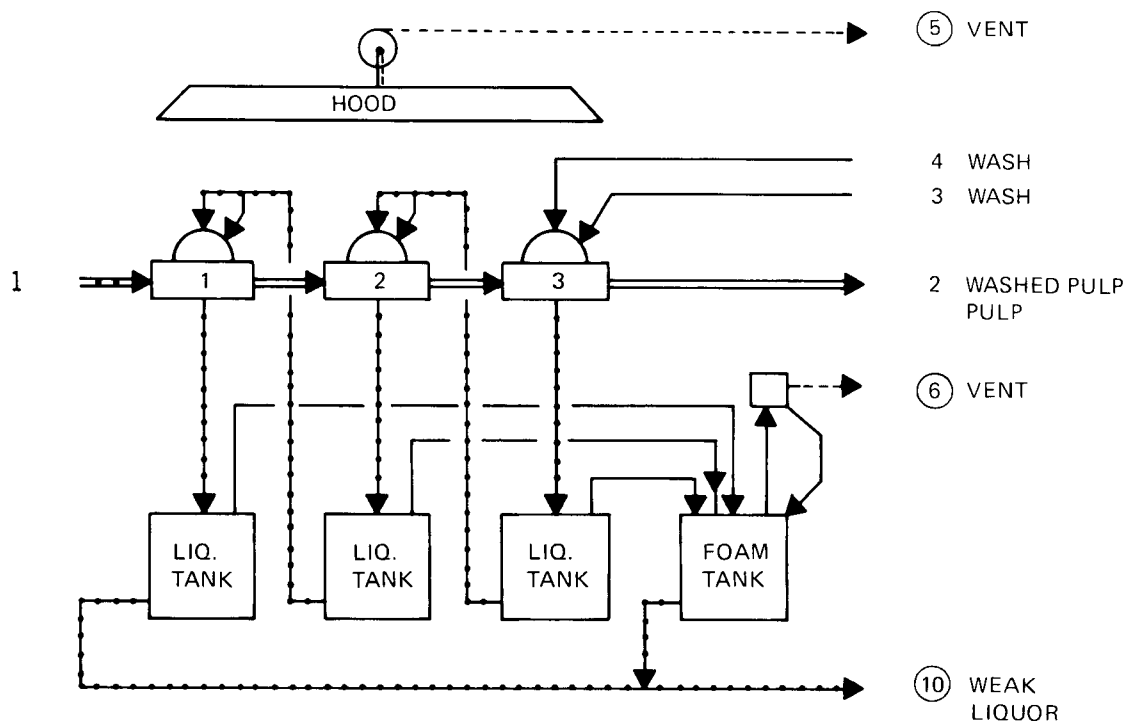 5 VENT
HOOD
4 WASH
3 WASH
1
1
2
3
2 WASHED PULP
PULP
6 VENT
LIQ.
TANK
LIQ.
TANK
LIQ.
TANK
FOAM
TANK
10 WEAK
LIQUOR